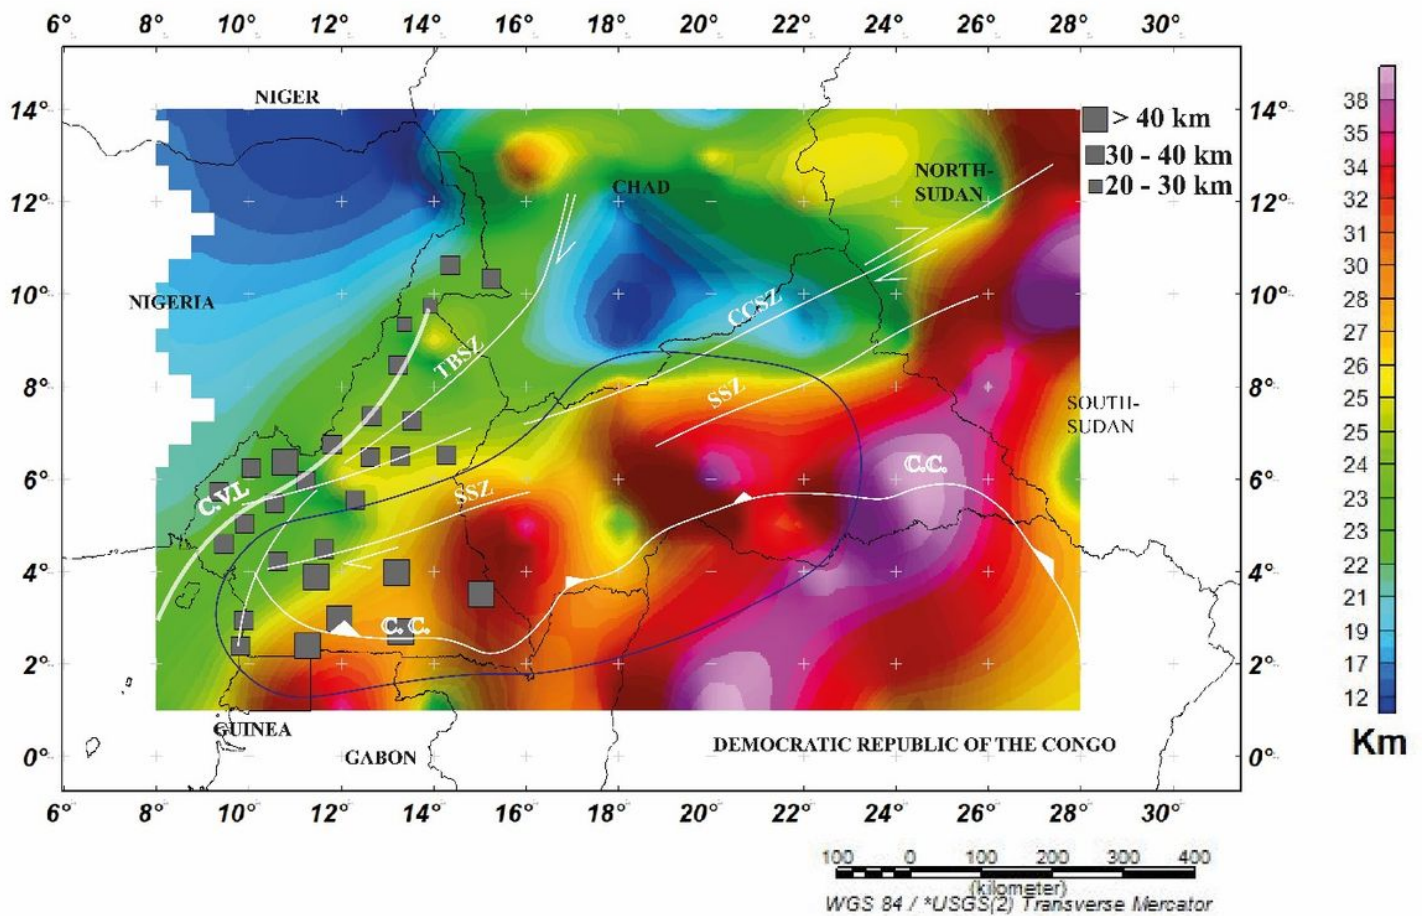 6° 8° 10° 12° 14° 16° 18° 20° 22° 24° 26° 28° 30°
14° 14°
12° 12°
10° 10°
8° 8°
6° 6°
4° 4°
2° 2°
0° 0°
NIGER
> 40 km
30 - 40 km
20 - 30 km
CHAD
NORTH-
SUDAN
NIGERIA
CCSZ
TBSZ
SSZ
SOUTH-
SUDAN
C.C.
C.V.L
SSZ
C. C.
GUINEA
GABON
DEMOCRATIC REPUBLIC OF THE CONGO
6° 8° 10° 12° 14° 16° 18° 20° 22° 24° 26° 28° 30°
38
35
34
32
31
30
28
27
26
25
25
24
23
23
22
21
19
17
12
Km
100 0 100 200 300 400
(kilometer)
WGS 84 / *USGS(2) Transverse Mercator